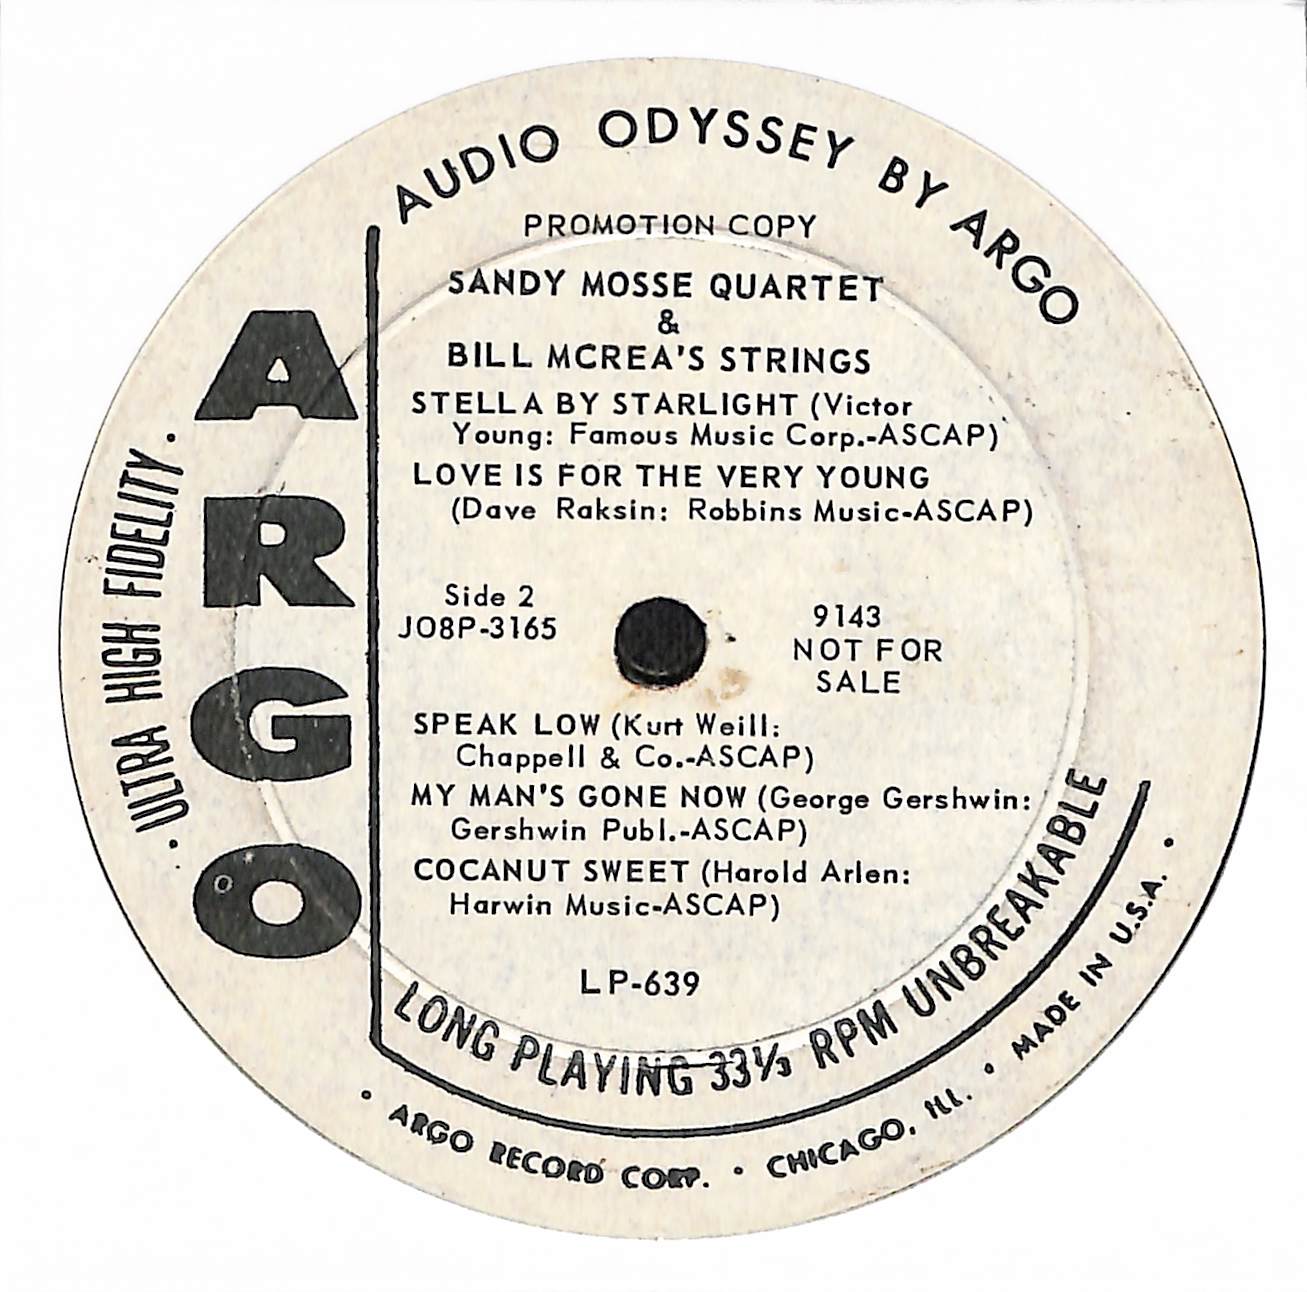 AUDIO ODYSSEY BY ARGO
PROMOTION COPY
SANDY MOSSE QUARTET
&
BILL MCREA'S STRINGS
STELLA BY STARLIGHT (Victor
Young: Famous Music Corp.-ASCAP)
LOVE IS FOR THE VERY YOUNG
(Dave Raksin: Robbins Music-ASCAP)
Side 2
JO8P-3165
9143
NOT FOR
SALE
SPEAK LOW (Kurt Weill:
Chappell & Co.-ASCAP)
MY MAN'S GONE NOW (George Gershwin:
Gershwin Publ.-ASCAP)
COCANUT SWEET (Harold Arlen:
Harwin Music-ASCAP)
LP-639
LONG PLAYING 33⅓ RPM UNBREAKABLE
ARGO
· ULTRA HIGH FIDELITY ·
· ARGO RECORD CORP. · CHICAGO, ILL. · MADE IN U.S.A. ·